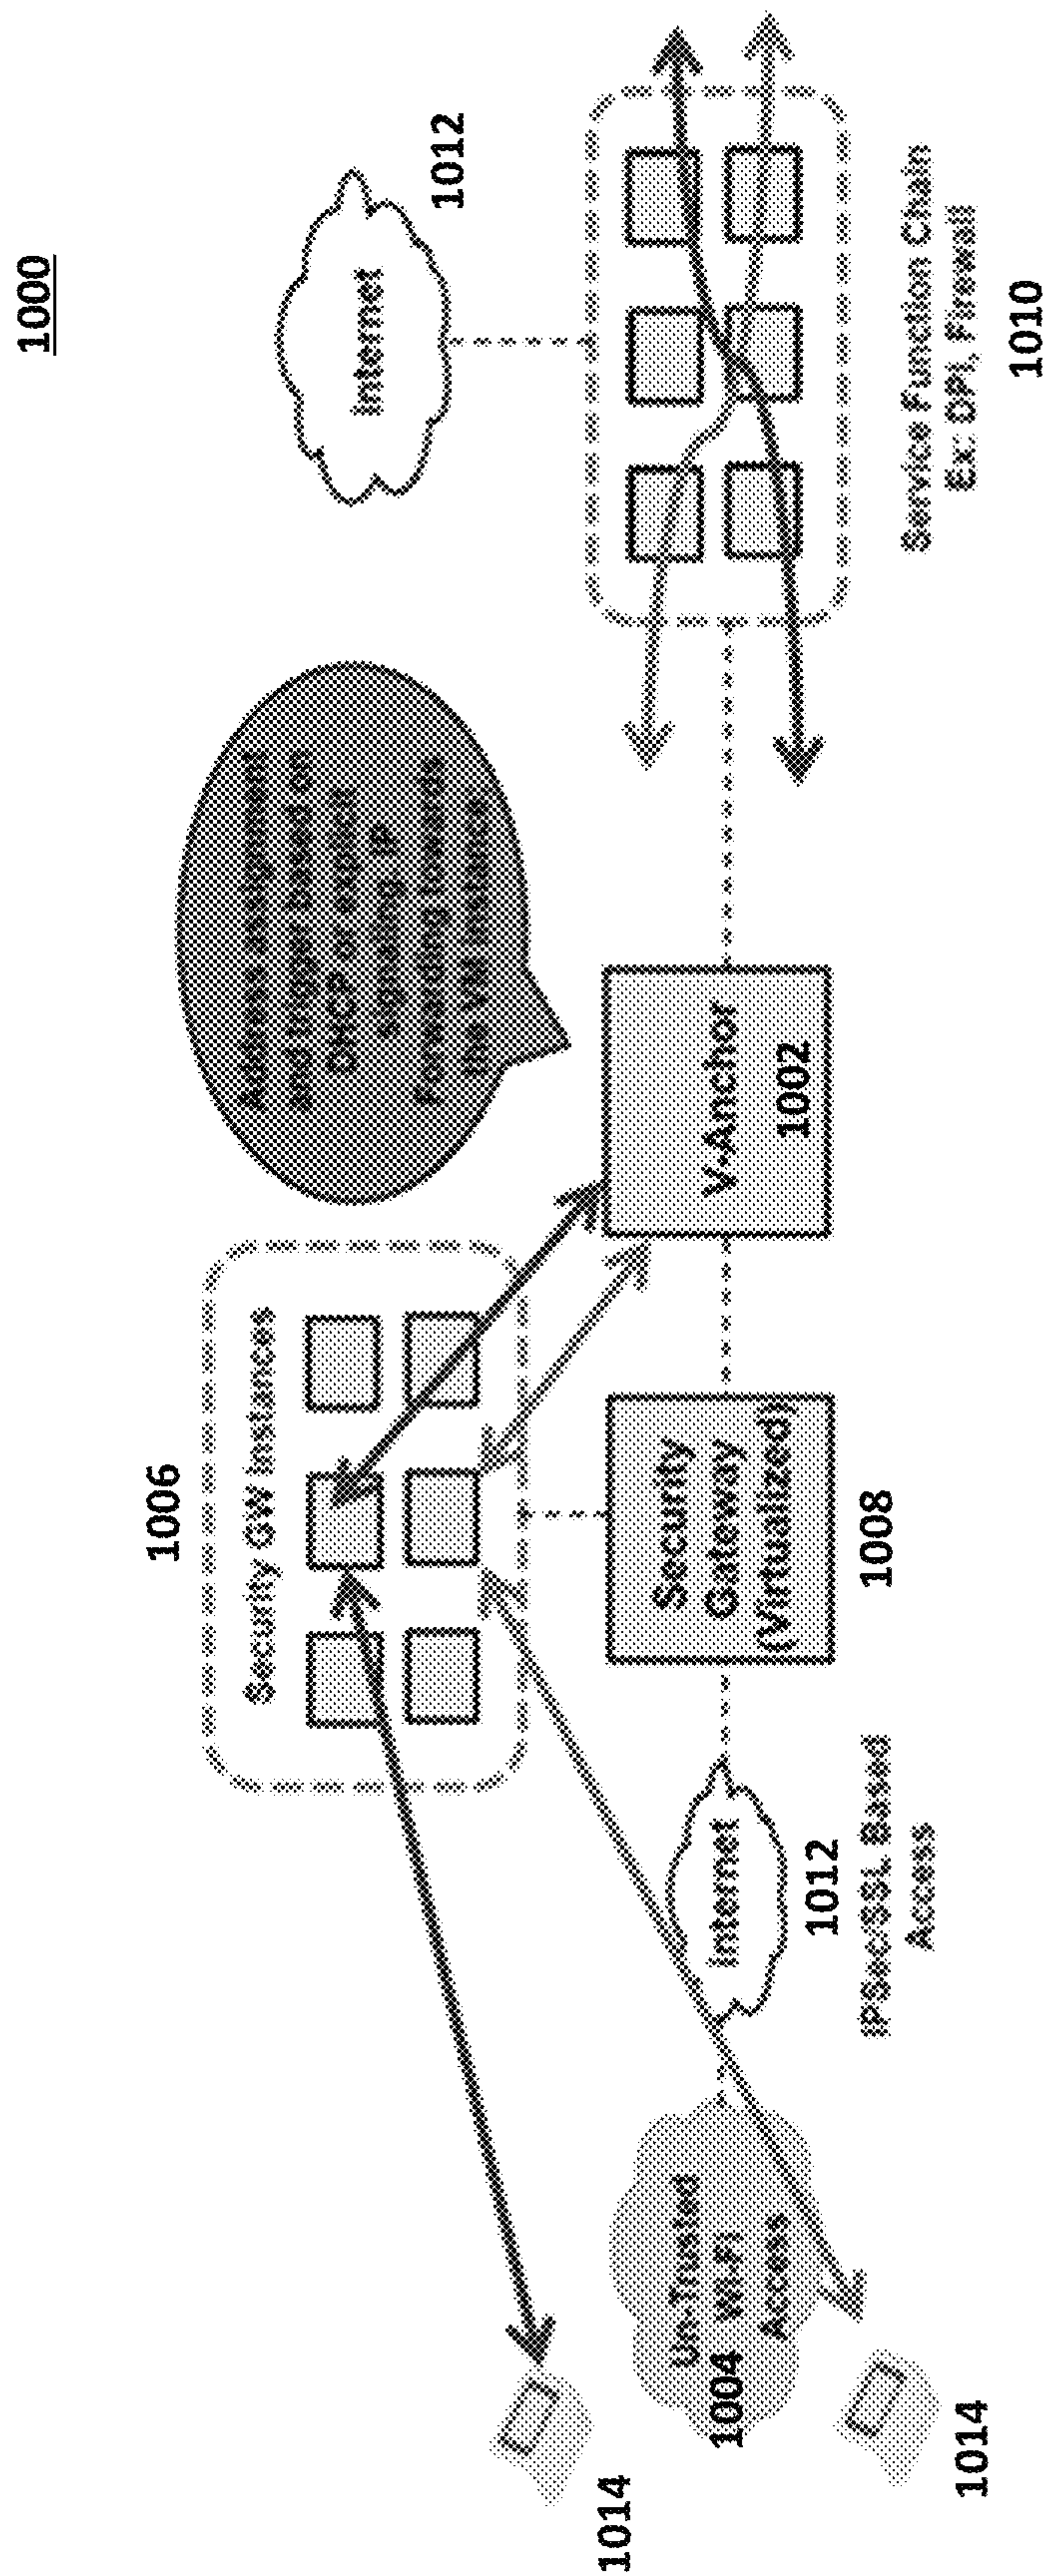 1000
1006
Security GW Instances
Internet
1012
Address assignment
and trigger based on
DHCP or explicit
signaling. IP
Forwarding towards
the VM instance
1014
Un-Trusted
Wi-Fi
Access
1004
Internet
1012
IPSec/SSL Based
Access
Security
Gateway
(Virtualized)
1008
V-Anchor
1002
Service Function Chain
Ex: DPI, Firewall
1010
1014